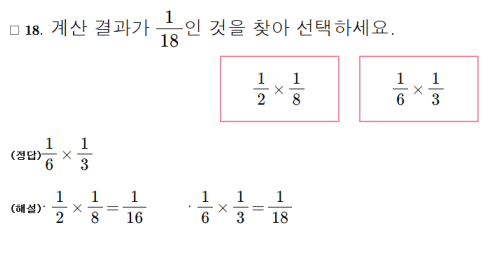 □ 18. 계산 결과가 1/18인 것을 찾아 선택하세요.
1/2 × 1/8 1/6 × 1/3
(정답) 1/6 × 1/3
(해설)· 1/2 × 1/8 = 1/16 · 1/6 × 1/3 = 1/18